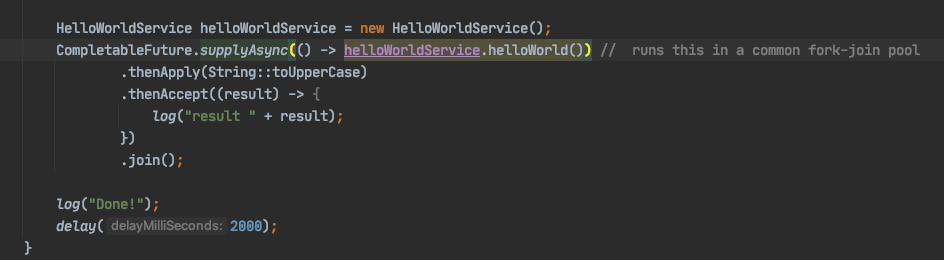 HelloWorldService helloWorldService = new HelloWorldService();
CompletableFuture.supplyAsync(() -> helloWorldService.helloWorld()) //  runs this in a common fork-join pool
.thenApply(String::toUpperCase)
.thenAccept((result) -> {
log("result " + result);
})
.join();
log("Done!");
delay( delayMilliSeconds: 2000);
}